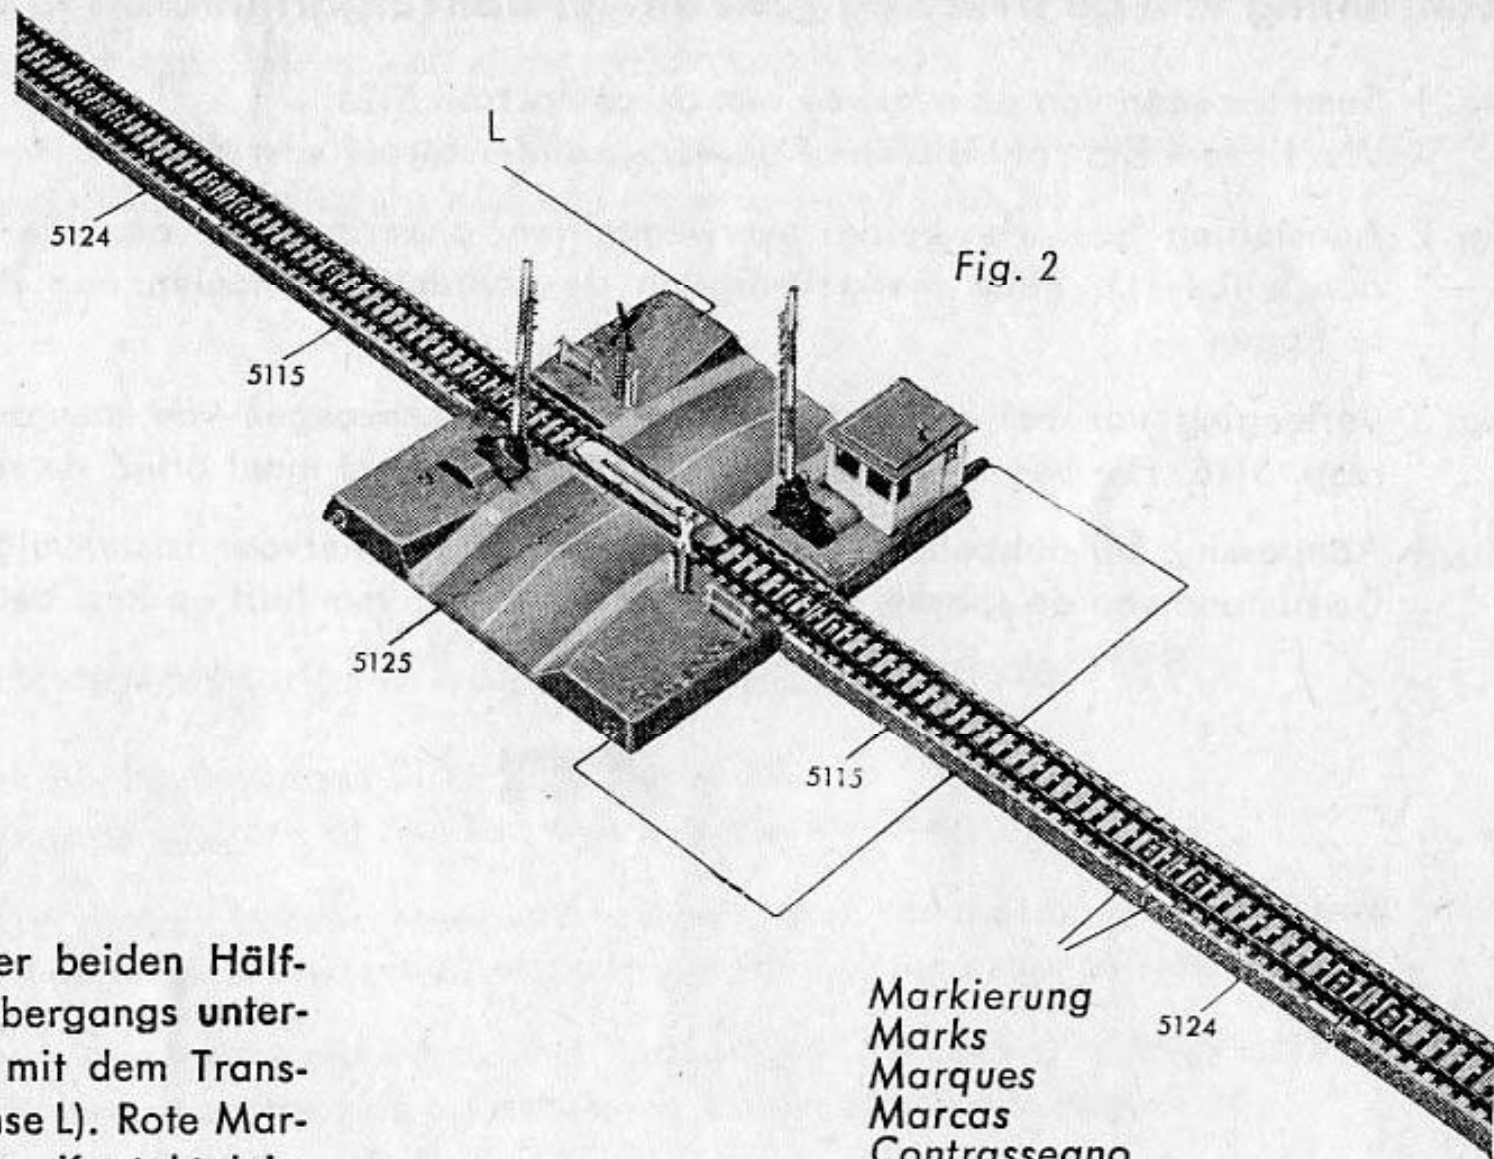 L
5124
Fig. 2
5115
5125
5115
er beiden Hälf-
bergangs unter-
mit dem Trans-
se L). Rote Mar-
Markierung
Marks
Marques
Marcas
Contrassegno
5124